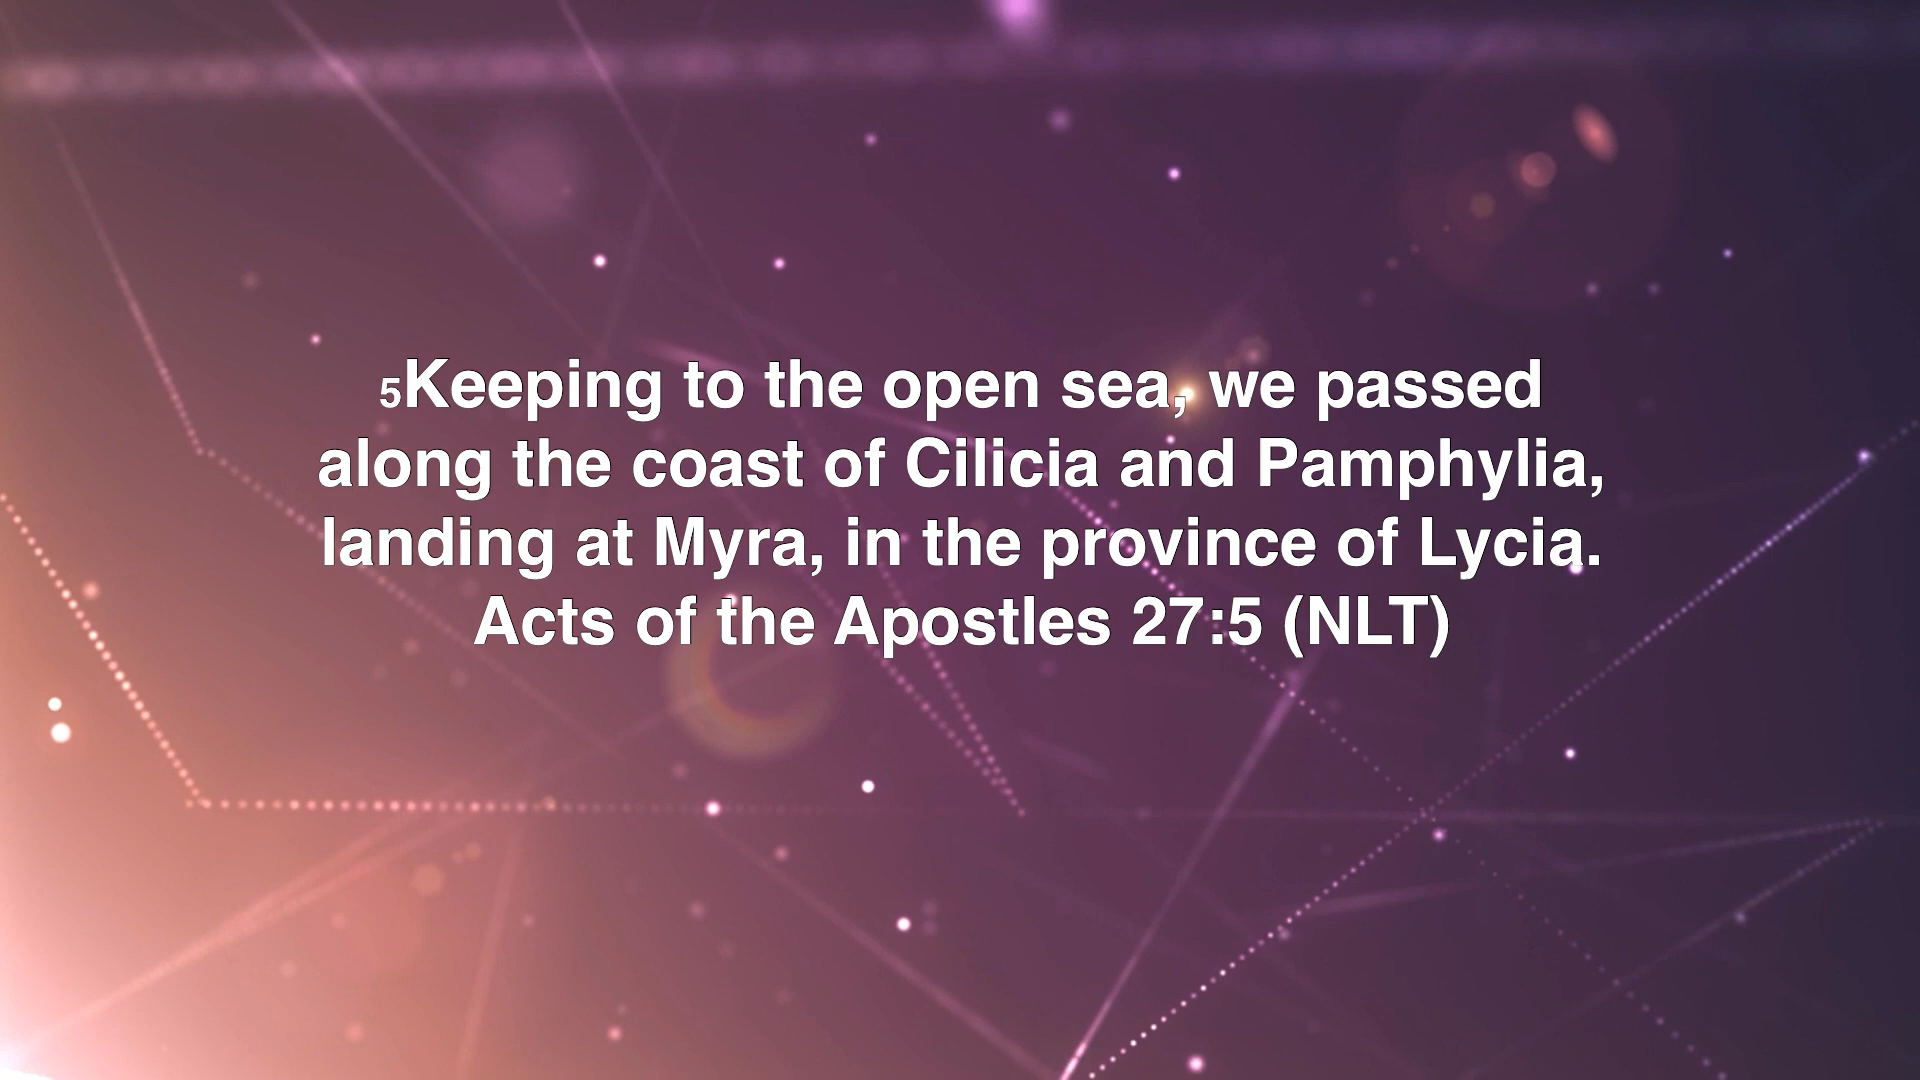 5Keeping to the open sea, we passed
along the coast of Cilicia and Pamphylia,
landing at Myra, in the province of Lycia.
Acts of the Apostles 27:5 (NLT)